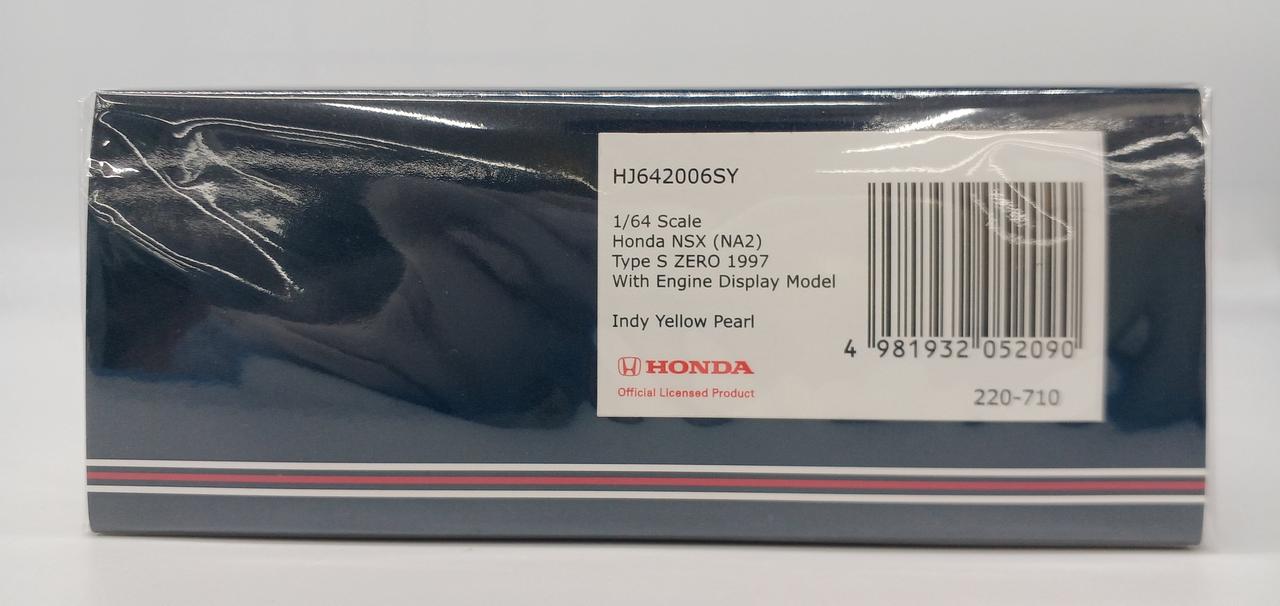 HJ642006SY
1/64 Scale
Honda NSX (NA2)
Type S ZERO 1997
With Engine Display Model
Indy Yellow Pearl
HONDA
Official Licensed Product
4 981932 052090
220-710